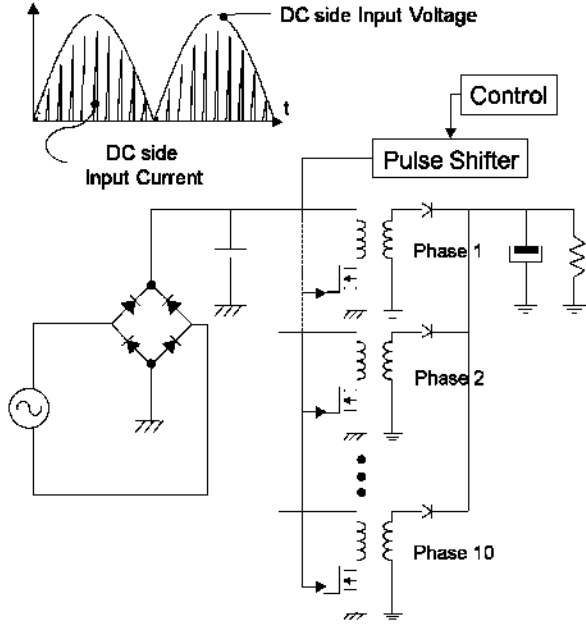 DC side Input Voltage
t
DC side
Input Current
Control
Pulse Shifter
Phase 1
Phase 2
Phase 10